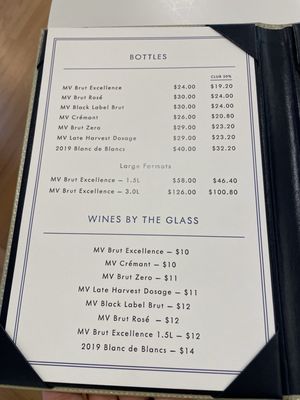 BOTTLES
CLUB 20%
MV Brut Excellence $24.00 $19.20
MV Brut Rosé $30.00 $24.00
MV Black Label Brut $30.00 $24.00
MV Crémant $26.00 $20.80
MV Brut Zero $29.00 $23.20
MV Late Harvest Dosage $29.00 $23.20
2019 Blanc de Blancs $40.00 $32.20
Large Formats
MV Brut Excellence – 1.5L $58.00 $46.40
MV Brut Excellence – 3.0L $126.00 $100.80
WINES BY THE GLASS
MV Brut Excellence – $10
MV Crémant – $10
MV Brut Zero – $11
MV Late Harvest Dosage – $11
MV Black Label Brut – $12
MV Brut Rosé – $12
MV Brut Excellence 1.5L – $12
2019 Blanc de Blancs – $14